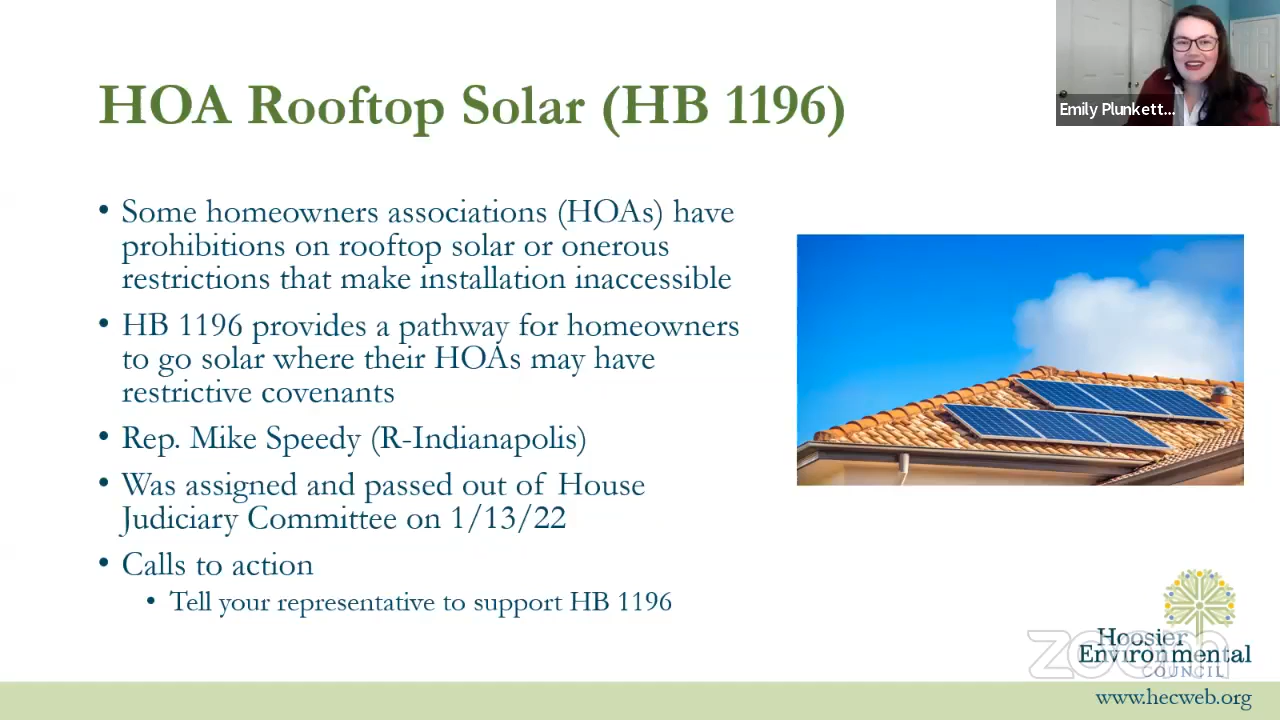 HOA Rooftop Solar (HB 1196)
Emily Plunkett...
• Some homeowners associations (HOAs) have
prohibitions on rooftop solar or onerous
restrictions that make installation inaccessible
• HB 1196 provides a pathway for homeowners
to go solar where their HOAs may have
restrictive covenants
• Rep. Mike Speedy (R-Indianapolis)
• Was assigned and passed out of House
Judiciary Committee on 1/13/22
• Calls to action
• Tell your representative to support HB 1196
zoom
Hoosier
Environmental
COUNCIL
www.hecweb.org